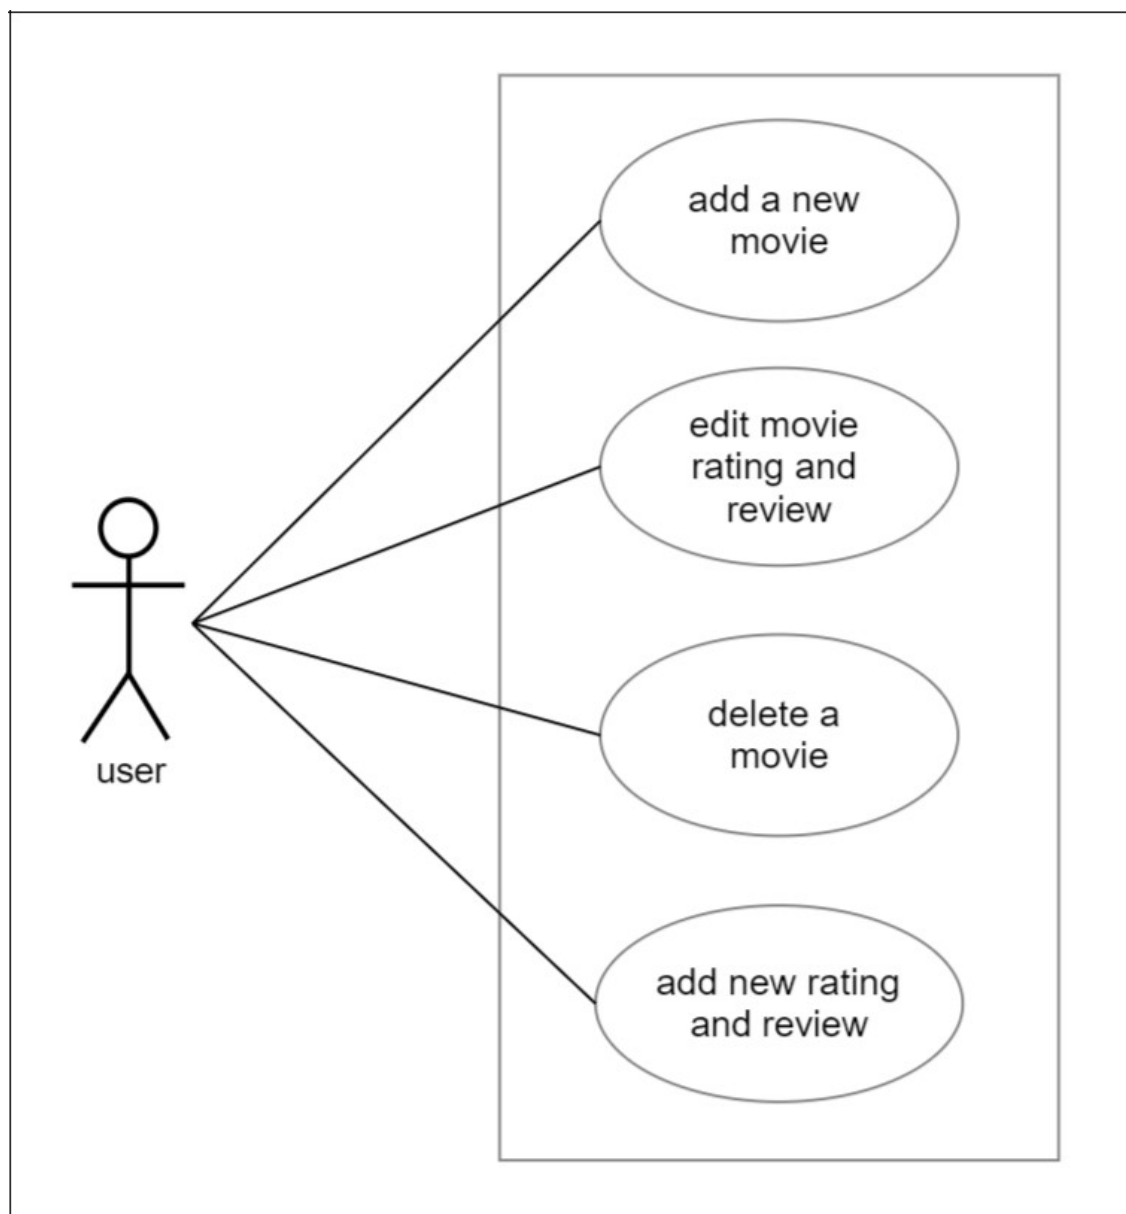 add a new
movie
edit movie
rating and
review
user
delete a
movie
add new rating
and review